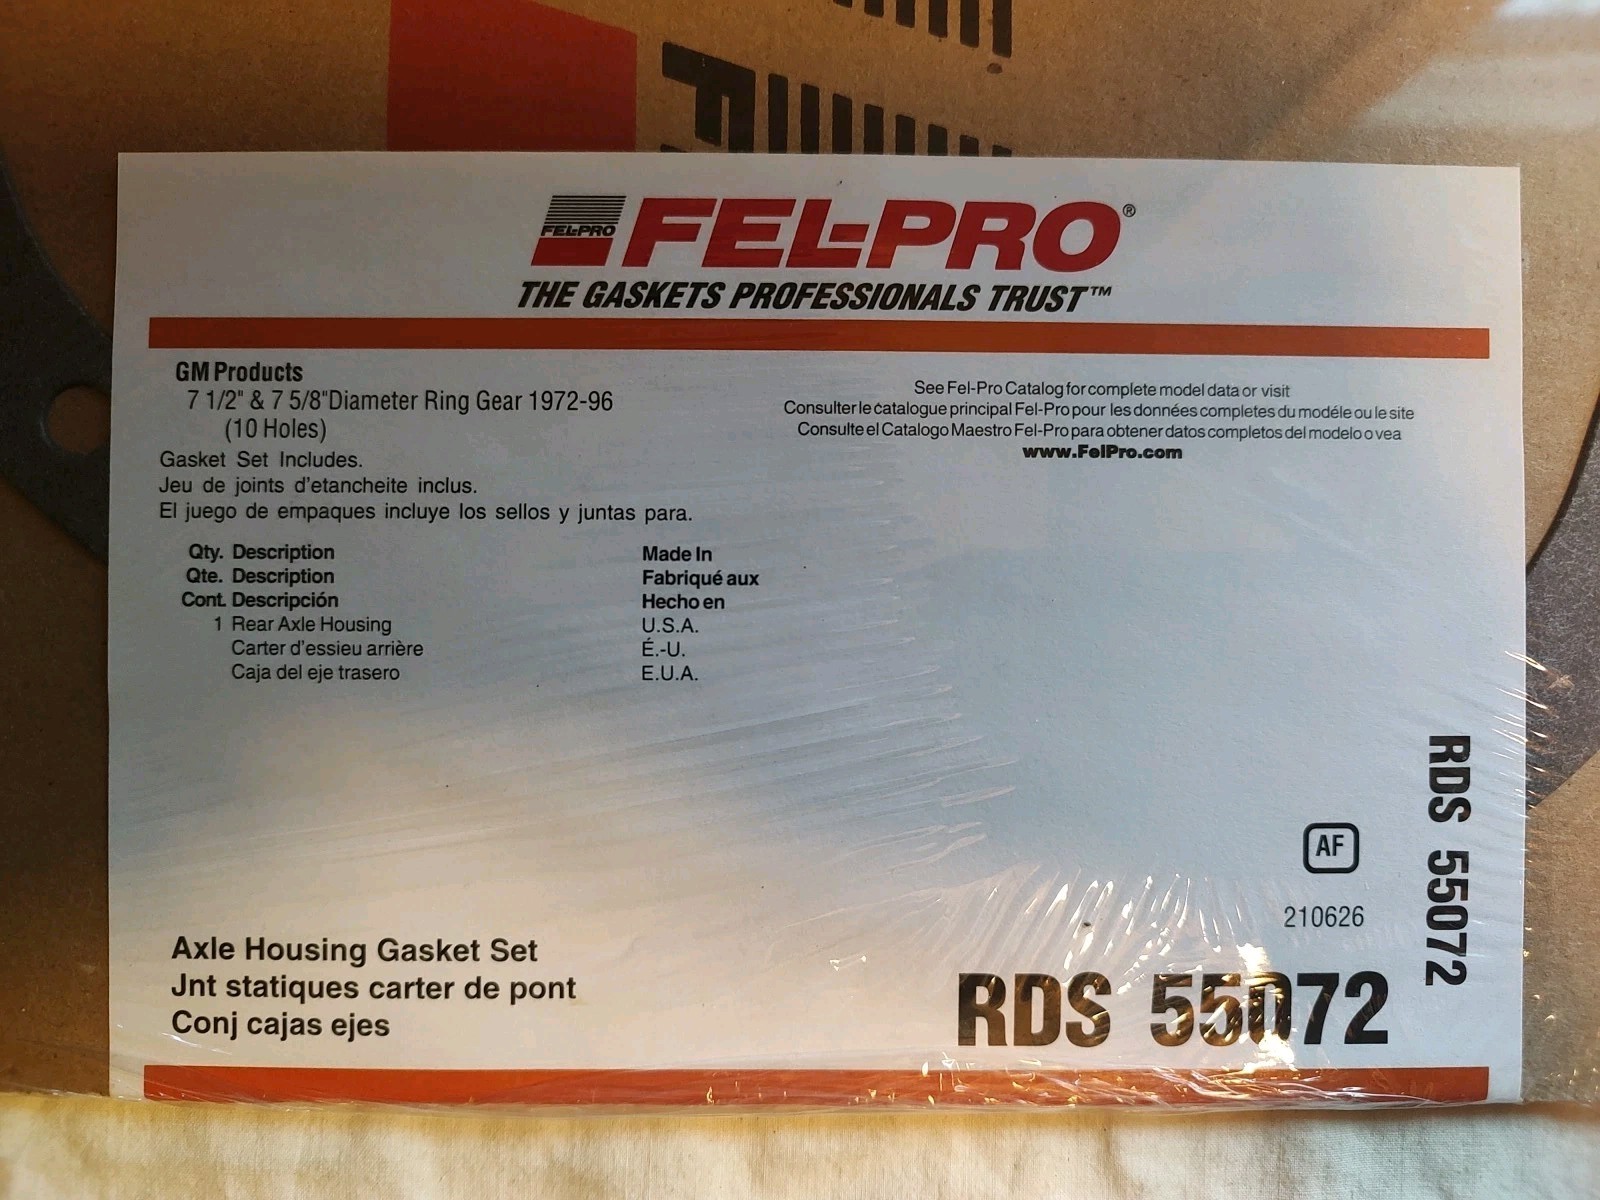 FEL-PRO
FEL-PRO®
THE GASKETS PROFESSIONALS TRUST™
GM Products
7 1/2" & 7 5/8"Diameter Ring Gear 1972-96
(10 Holes)
Gasket Set Includes.
Jeu de joints d'etancheite inclus.
El juego de empaques incluye los sellos y juntas para.
See Fel-Pro Catalog for complete model data or visit
Consulter le catalogue principal Fel-Pro pour les données completes du modéle ou le site
Consulte el Catalogo Maestro Fel-Pro para obtener datos completos del modelo o vea
www.FelPro.com
Qty. Description Made In
Qte. Description Fabriqué aux
Cont. Descripción Hecho en
1 Rear Axle Housing U.S.A.
Carter d'essieu arrière É.-U.
Caja del eje trasero E.U.A.
RDS 55072
AF
210626
Axle Housing Gasket Set
Jnt statiques carter de pont
Conj cajas ejes
RDS 55072